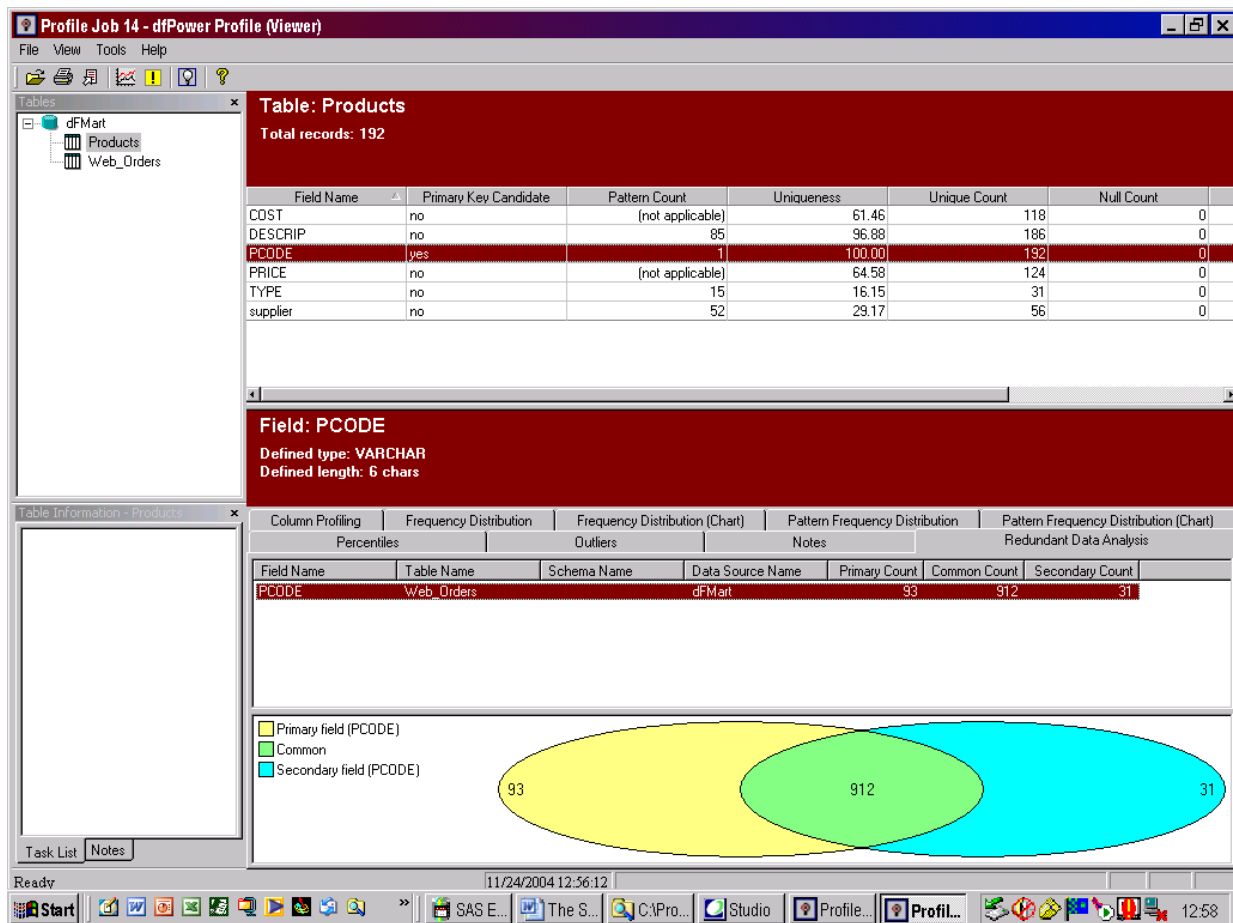 Profile Job 14 - dfPower Profile (Viewer)
File View Tools Help
Tables
dFMart
Products
Web_Orders
Table: Products
Total records: 192
Field Name Primary Key Candidate Pattern Count Uniqueness Unique Count Null Count
COST no (not applicable) 61.46 118 0
DESCRIP no 85 96.88 186 0
PCODE yes 1 100.00 192 0
PRICE no (not applicable) 64.58 124 0
TYPE no 15 16.15 31 0
supplier no 52 29.17 56 0
Field: PCODE
Defined type: VARCHAR
Defined length: 6 chars
Table Information - Products
Column Profiling Frequency Distribution Frequency Distribution (Chart) Pattern Frequency Distribution Pattern Frequency Distribution (Chart)
Percentiles Outliers Notes Redundant Data Analysis
Field Name Table Name Schema Name Data Source Name Primary Count Common Count Secondary Count
PCODE Web_Orders dFMart 93 912 31
Primary field (PCODE)
Common
Secondary field (PCODE)
93 912 31
Task List Notes
Ready 11/24/2004 12:56:12
Start SAS E... The S... C:\Pro... Studio Profile... Profil... 12:58